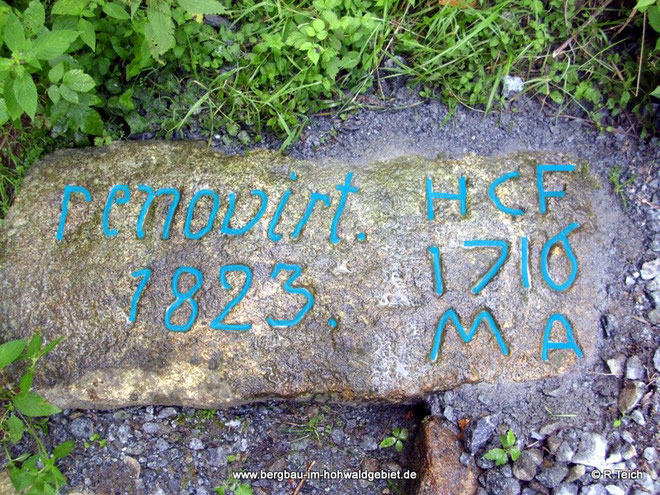 renovirt.
1823.
HCF
1716
MA
www.bergbau-im-hohwaldgebiet.de
© R.Teich